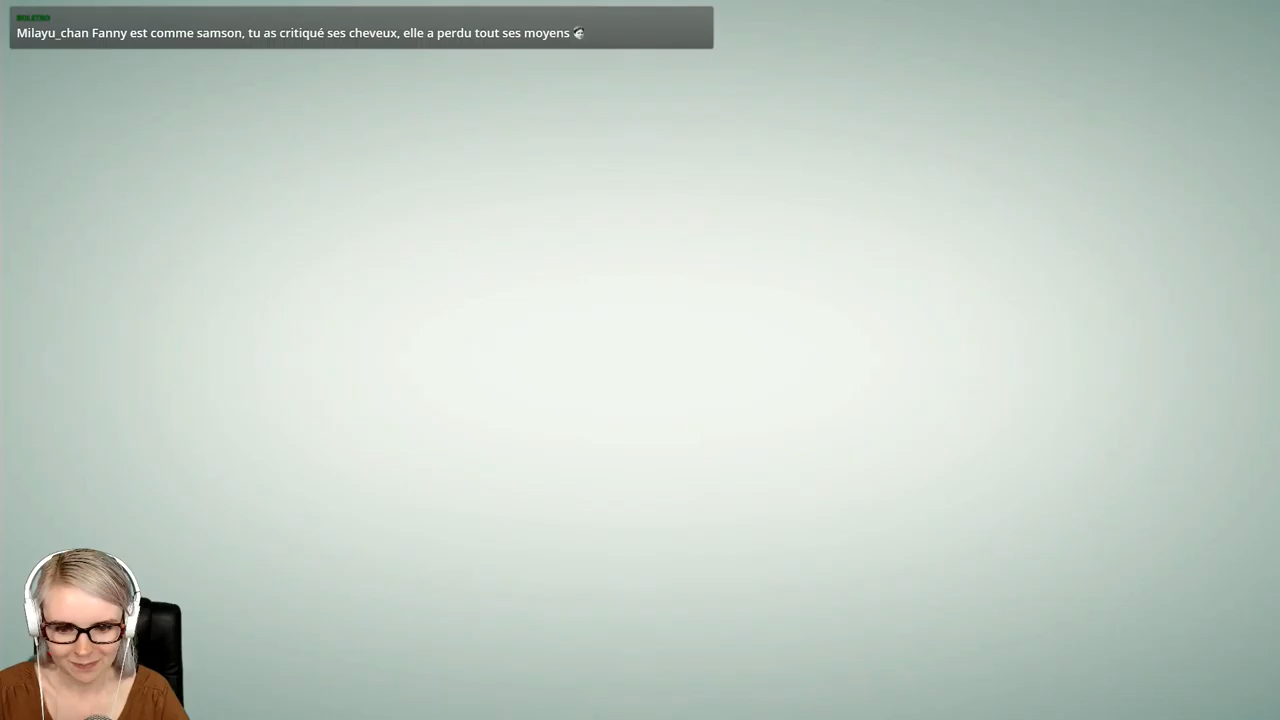 Milayu_chan Fanny est comme samson, tu as critiqué ses cheveux, elle a perdu tout ses moyens